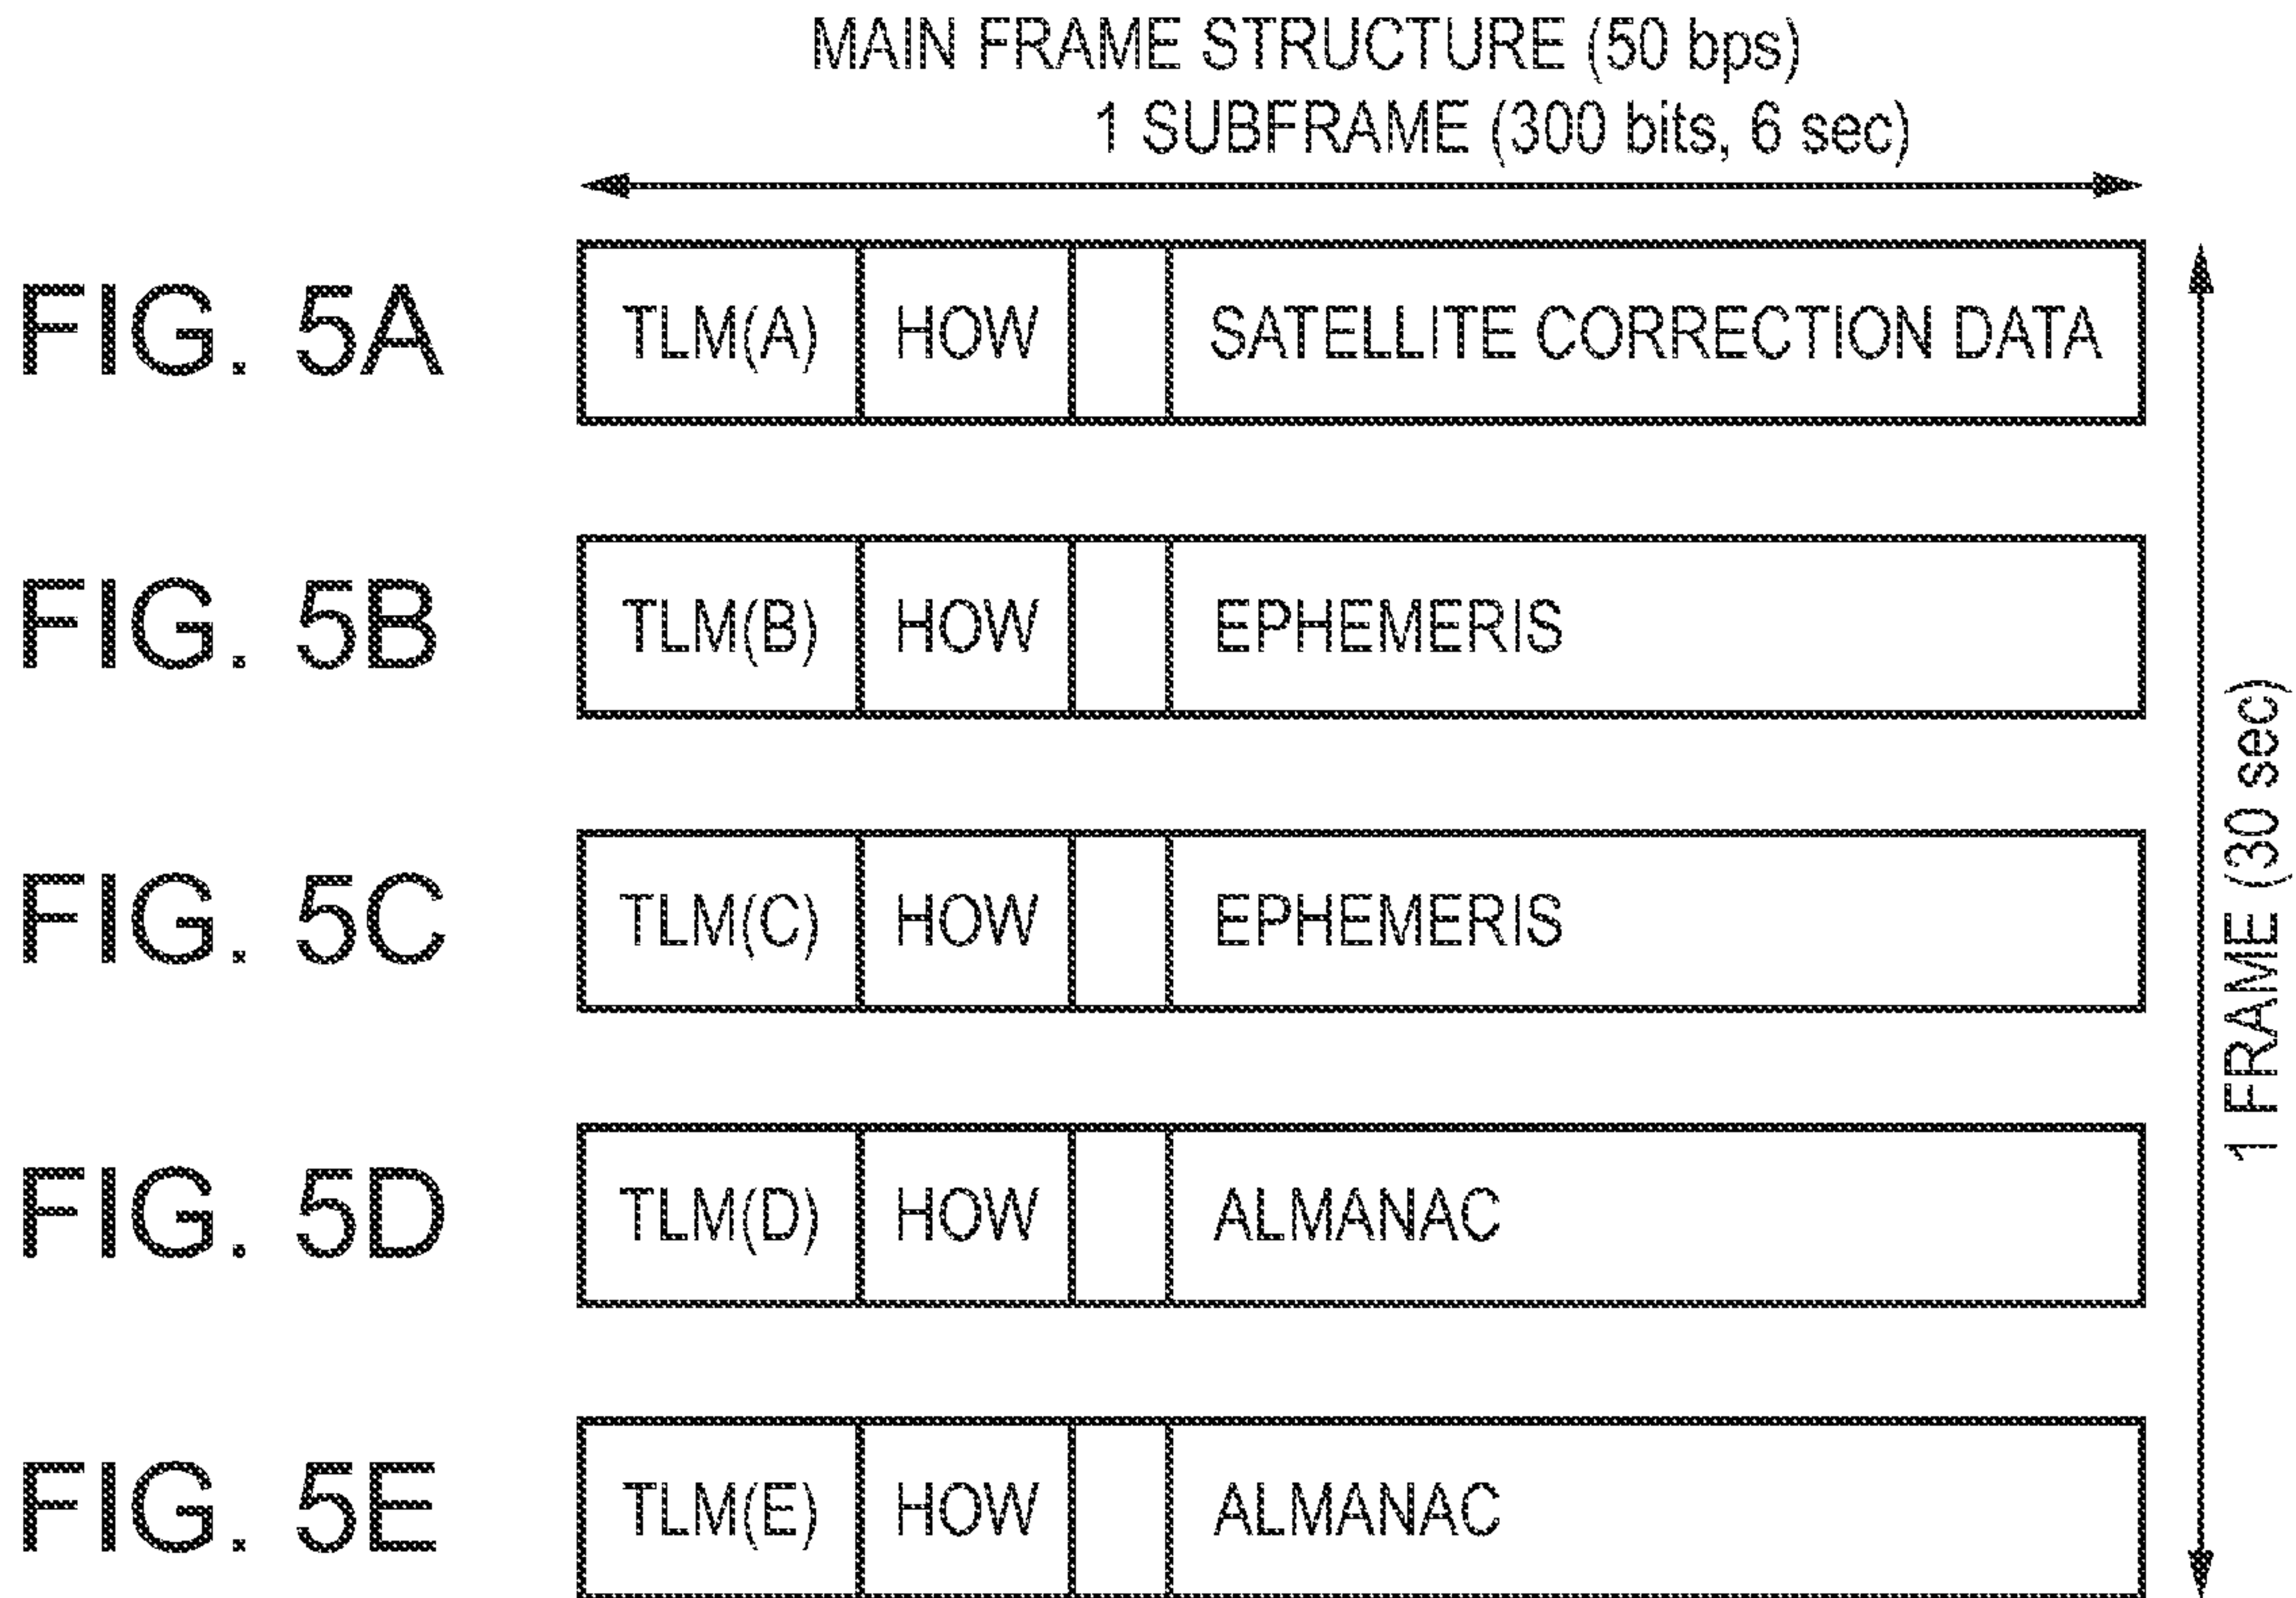 MAIN FRAME STRUCTURE (50 bps)
1 SUBFRAME (300 bits, 6 sec)
FIG. 5A TLM(A) HOW SATELLITE CORRECTION DATA
FIG. 5B TLM(B) HOW EPHEMERIS
FIG. 5C TLM(C) HOW EPHEMERIS
FIG. 5D TLM(D) HOW ALMANAC
FIG. 5E TLM(E) HOW ALMANAC
1 FRAME (30 sec)